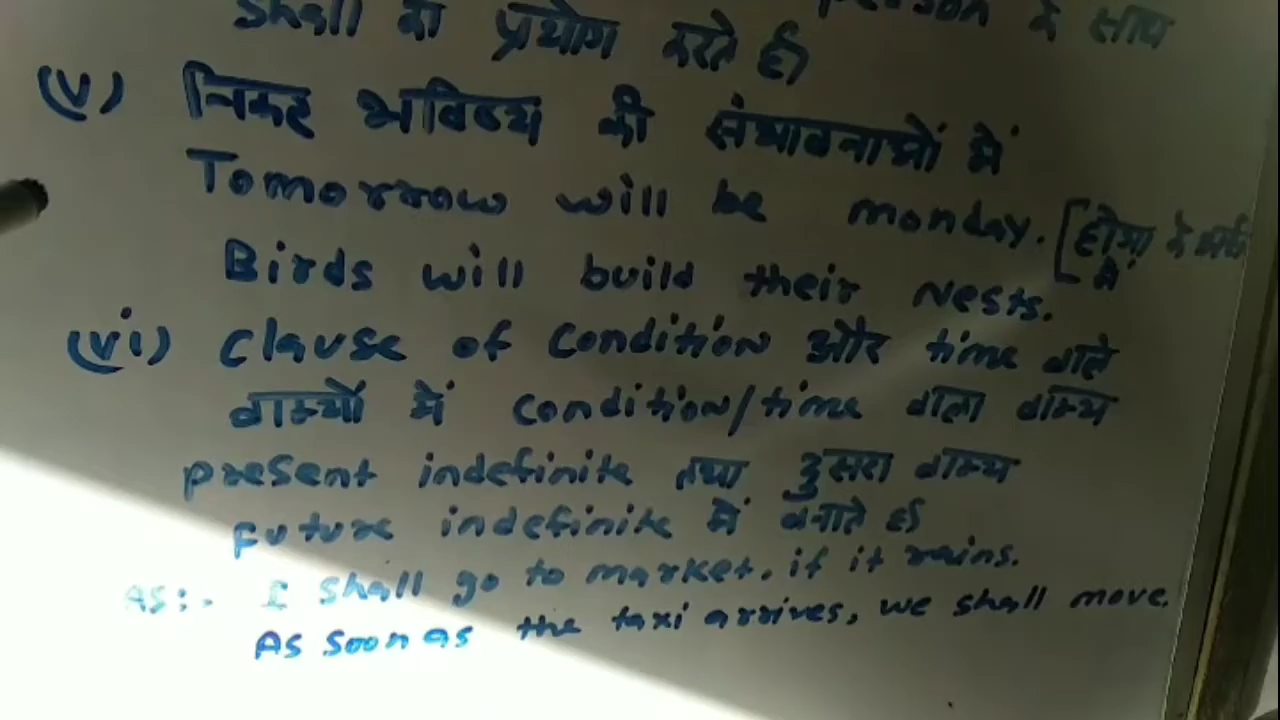 Shall का प्रयोग करते हैं person के साथ
(v) निकट भविष्य की संभावनाओं में
Tomorrow will be monday. [होगा के अर्थ में
Birds will build their Nests.
(vi) Clause of Condition और time वाले
वाक्यों में condition/time वाला वाक्य
present indefinite तथा दुसरा वाक्य
future indefinite में बनाते हैं
As:- I shall go to market, if it rains.
As soon as the taxi arrives, we shall move.